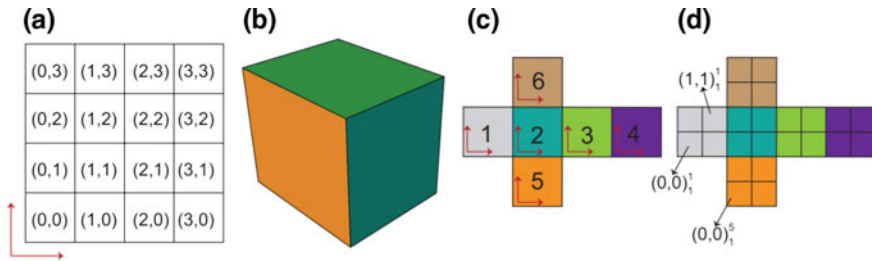 (a)
(0,3) (1,3) (2,3) (3,3)
(0,2) (1,2) (2,2) (3,2)
(0,1) (1,1) (2,1) (3,1)
(0,0) (1,0) (2,0) (3,0)
(b)
(c)
6
1 2 3 4
5
(d)
(1,1)¹₁
(0,0)¹₁
(0,0)⁵₁